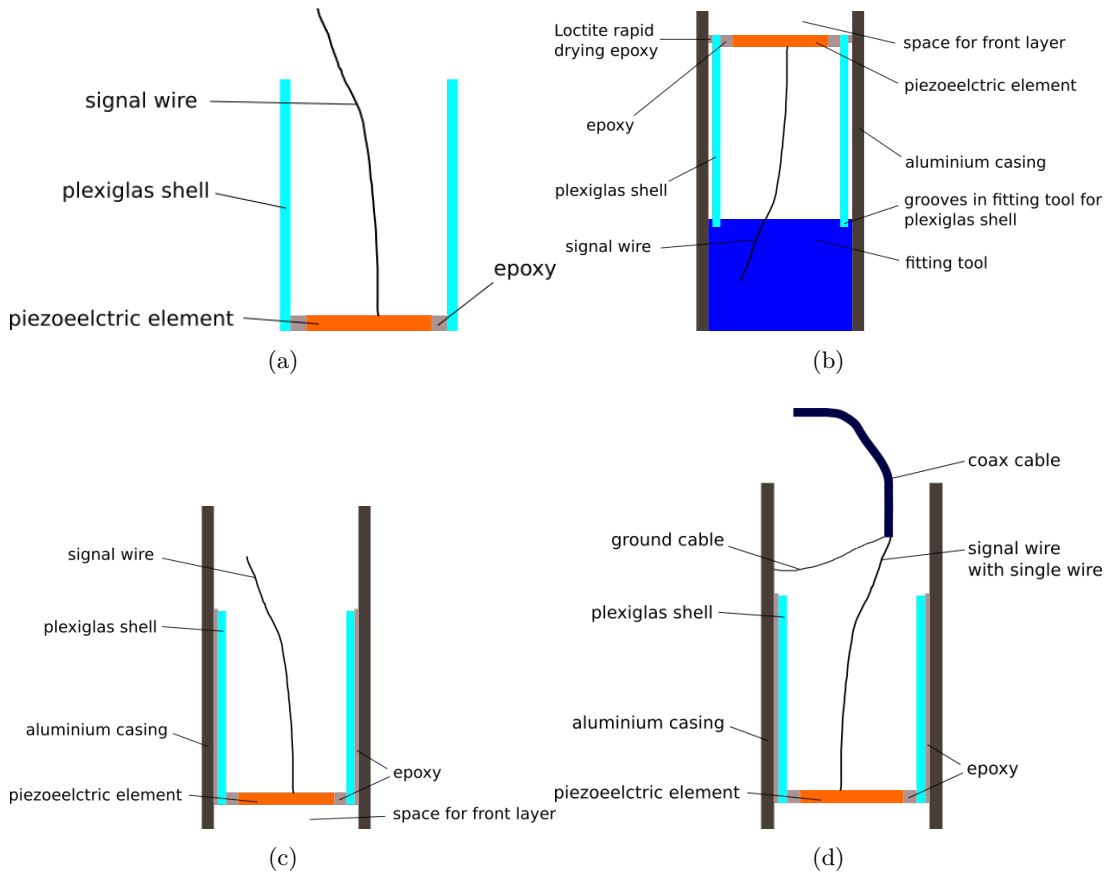 signal wire
plexiglas shell
epoxy
piezoeelctric element
(a)
Loctite rapid
drying epoxy
space for front layer
piezoeelctric element
epoxy
aluminium casing
plexiglas shell
grooves in fitting tool for
plexiglas shell
signal wire
fitting tool
(b)
signal wire
plexiglas shell
aluminium casing
epoxy
piezoeelctric element
space for front layer
(c)
coax cable
ground cable
signal wire
with single wire
plexiglas shell
aluminium casing
epoxy
piezoeelctric element
(d)